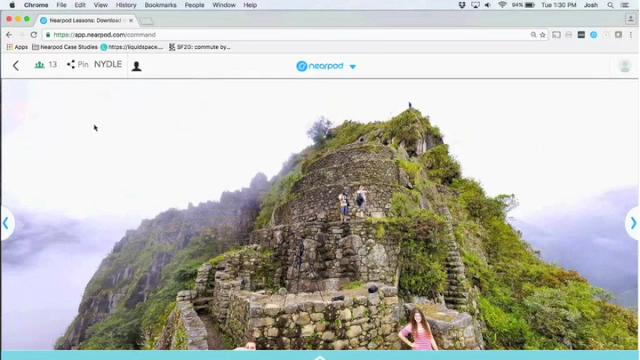 Chrome File Edit View History Bookmarks People Window Help 94% Tue 1:30 PM Josh
Nearpod Lessons: Download
https://app.nearpod.com/command
Apps Nearpod Case Studies https://liquidspace.... SF2G: commute by...
13 Pin NYDLE nearpod